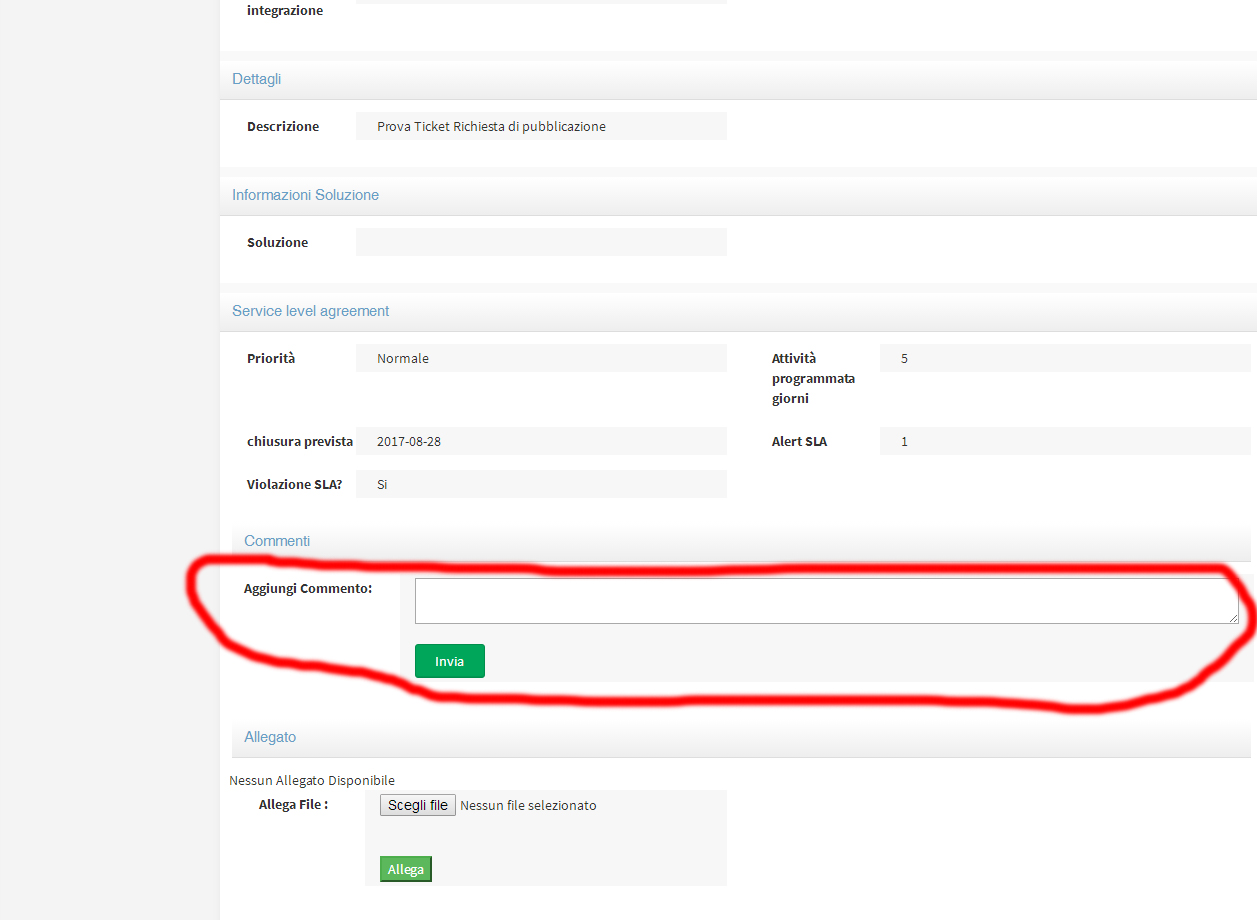 integrazione
Dettagli
Descrizione Prova Ticket Richiesta di pubblicazione
Informazioni Soluzione
Soluzione
Service level agreement
Priorità Normale Attività 5
programmata
giorni
chiusura prevista 2017-08-28 Alert SLA 1
Violazione SLA? Si
Commenti
Aggiungi Commento:
Invia
Allegato
Nessun Allegato Disponibile
Allega File : Scegli file Nessun file selezionato
Allega